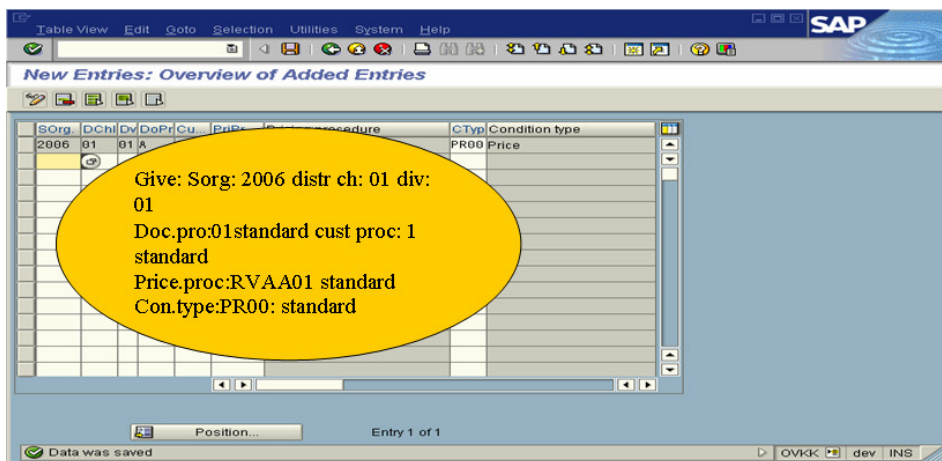 Table View Edit Goto Selection Utilities System Help
SAP
New Entries: Overview of Added Entries
SOrg. DChl Dv DoPr Cu... PriPr. procedure CTyp Condition type
2006 01 01 A PR00 Price
Give: Sorg: 2006 distr ch: 01 div:
01
Doc.pro:01standard cust proc: 1
standard
Price.proc:RVAA01 standard
Con.type:PR00: standard
Position... Entry 1 of 1
Data was saved OVKK dev INS